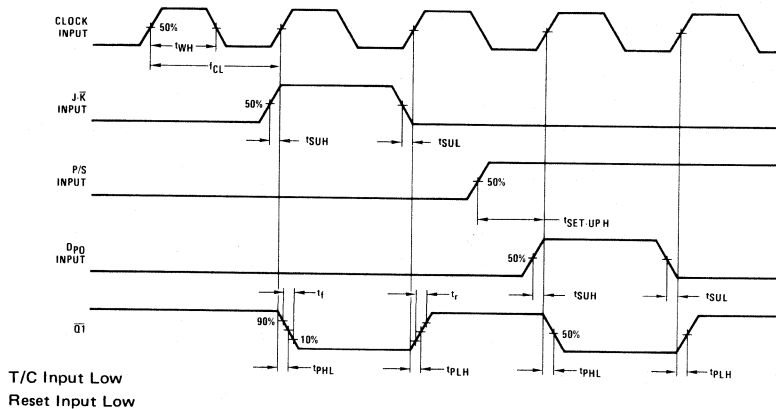 CLOCK
INPUT
50%
tWH
fCL
J-K̅
INPUT
50%
tSUH
tSUL
P/S
INPUT
50%
tSET-UP H
DPO
INPUT
50%
tSUH
tSUL
tf
tr
Q̅1̅
90%
10%
50%
tPHL
tPLH
tPHL
tPLH
T/C Input Low
Reset Input Low